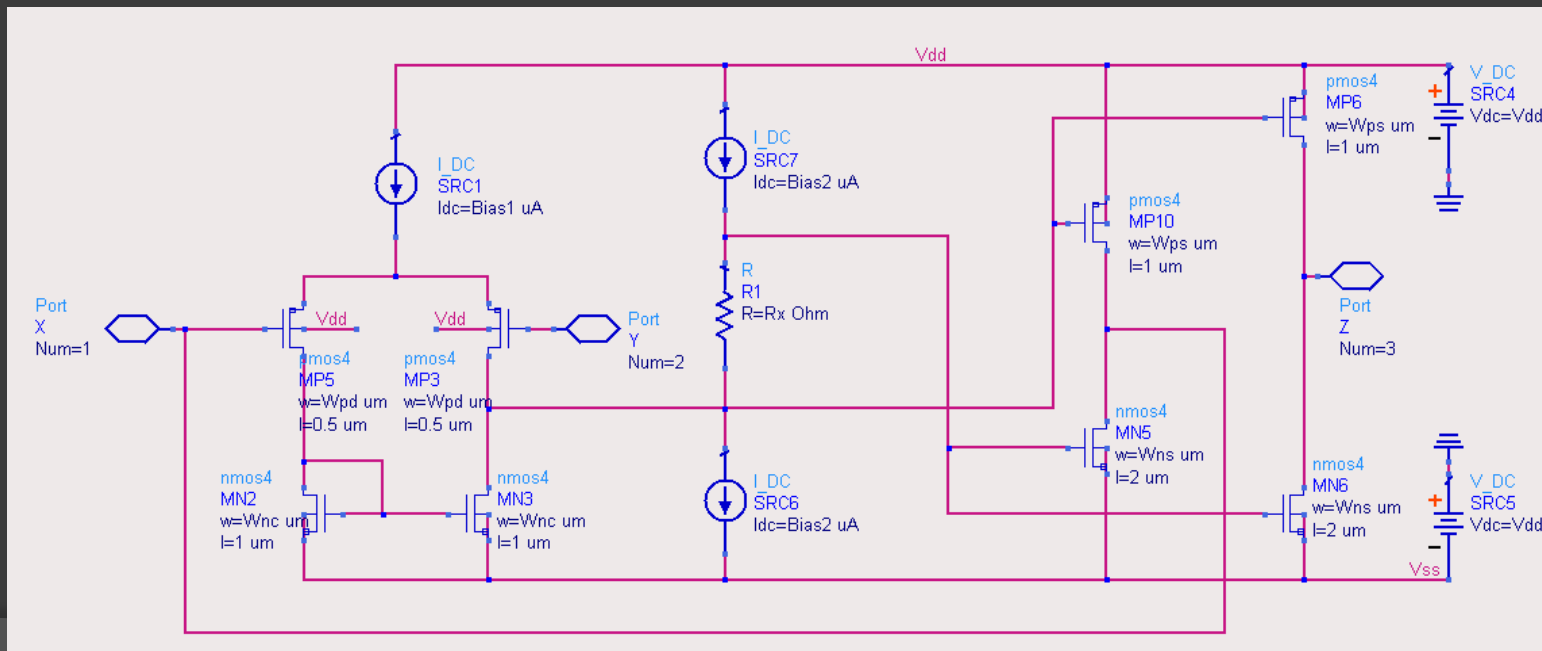 Vdd
I_DC
SRC1
Idc=Bias1 uA
I_DC
SRC7
Idc=Bias2 uA
pmos4
MP6
w=Wps um
l=1 um
V_DC
SRC4
Vdc=Vdd
pmos4
MP10
w=Wps um
l=1 um
Port
X
Num=1
Vdd
Vdd
pmos4
MP5
w=Wpd um
l=0.5 um
pmos4
MP3
w=Wpd um
l=0.5 um
Port
Y
Num=2
R
R1
R=Rx Ohm
Port
Z
Num=3
nmos4
MN5
w=Wns um
l=2 um
nmos4
MN2
w=Wnc um
l=1 um
nmos4
MN3
w=Wnc um
l=1 um
I_DC
SRC6
Idc=Bias2 uA
nmos4
MN6
w=Wns um
l=2 um
V_DC
SRC5
Vdc=Vdd
Vss